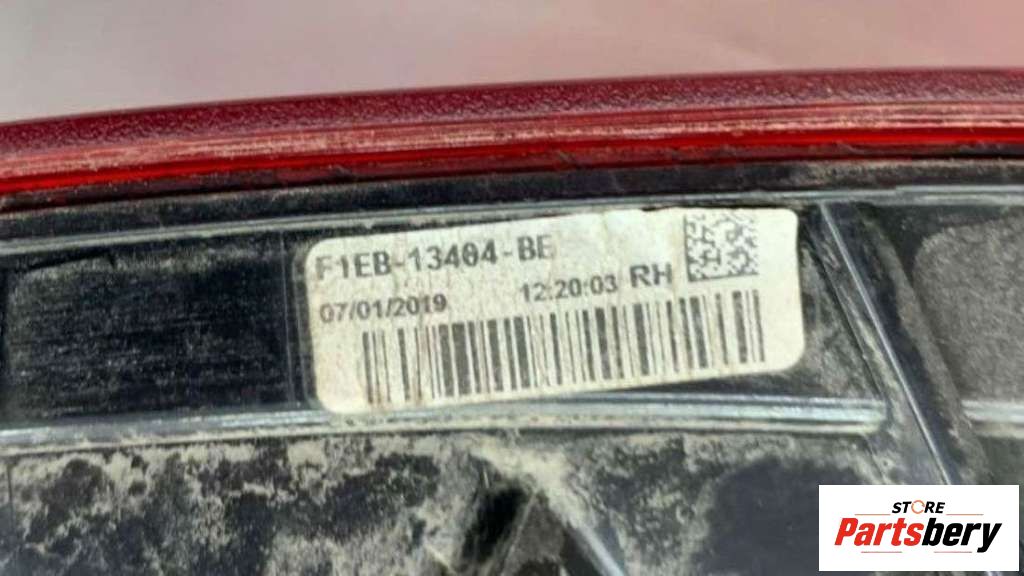 F1EB-13404-BE
07/01/2019 12:20:03 RH
STORE
Partsbery